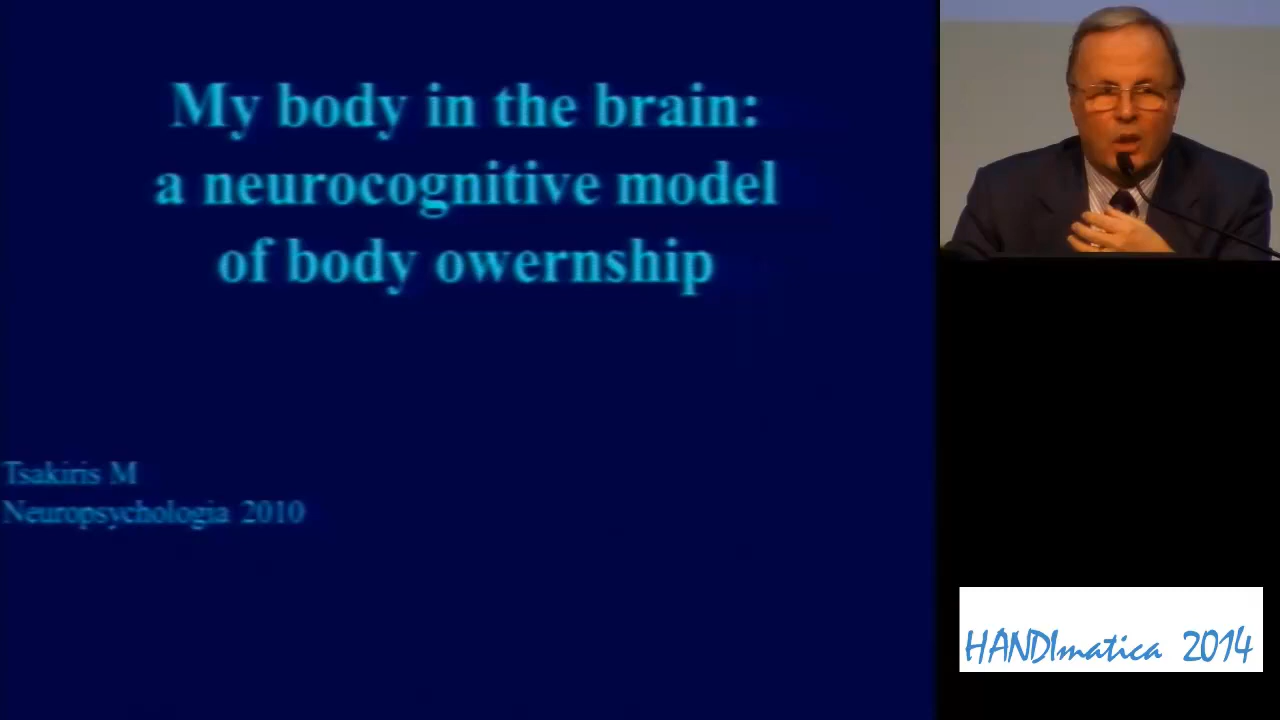 My body in the brain:
a neurocognitive model
of body owernship
Tsakiris M
Neuropsychologia 2010
HANDImatica 2014